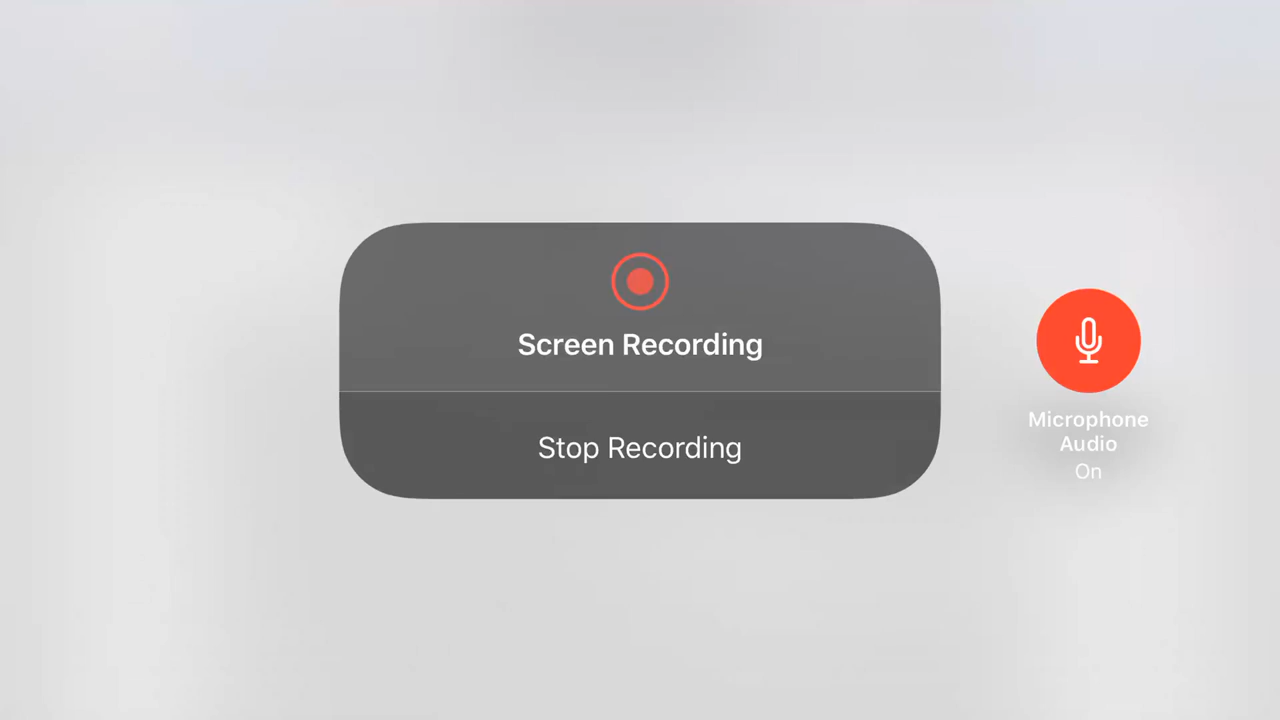 Screen Recording
Stop Recording
Microphone
Audio
On